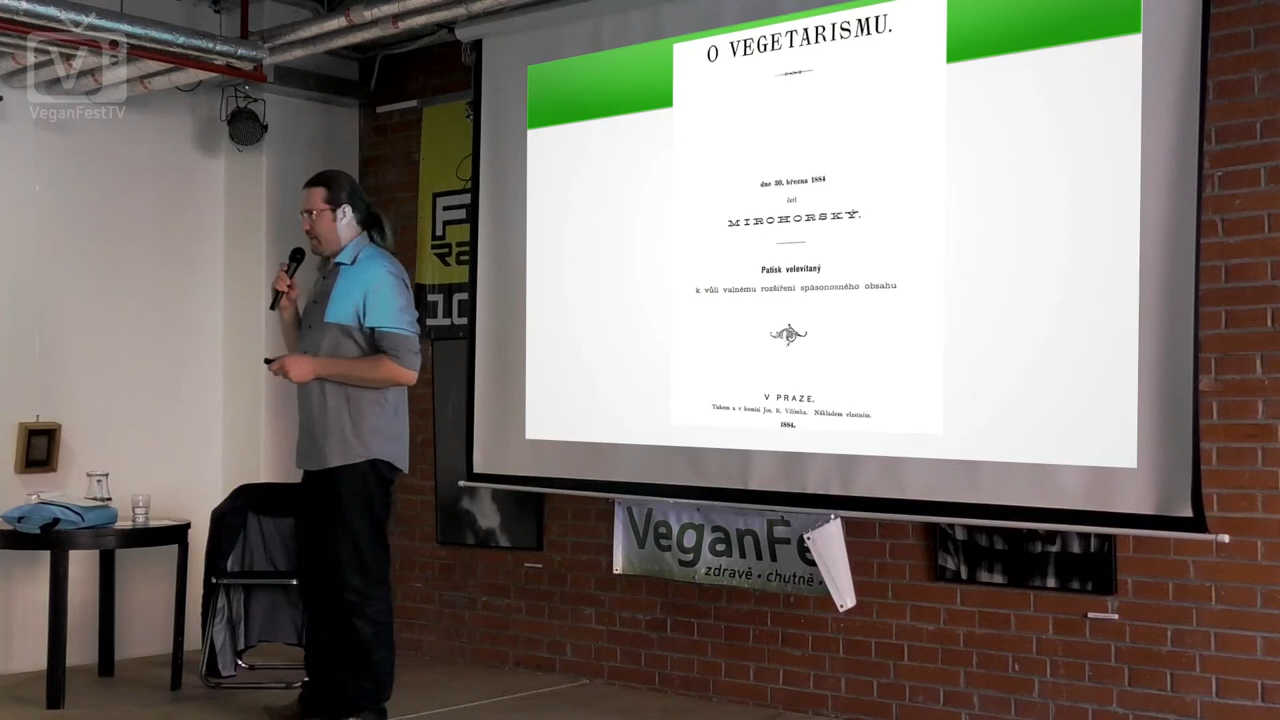 VeganFestTV
O VEGETARISMU.
dne 30. března 1884
četl
MIROHORSKÝ.
Patisk velevítaný
k vůli valnému rozšíření spásonosného obsahu
V PRAZE.
Tiskem a v komisi Jos. R. Vilímka. Nákladem vlastním.
1884.
VeganFe
zdravě • chutně •